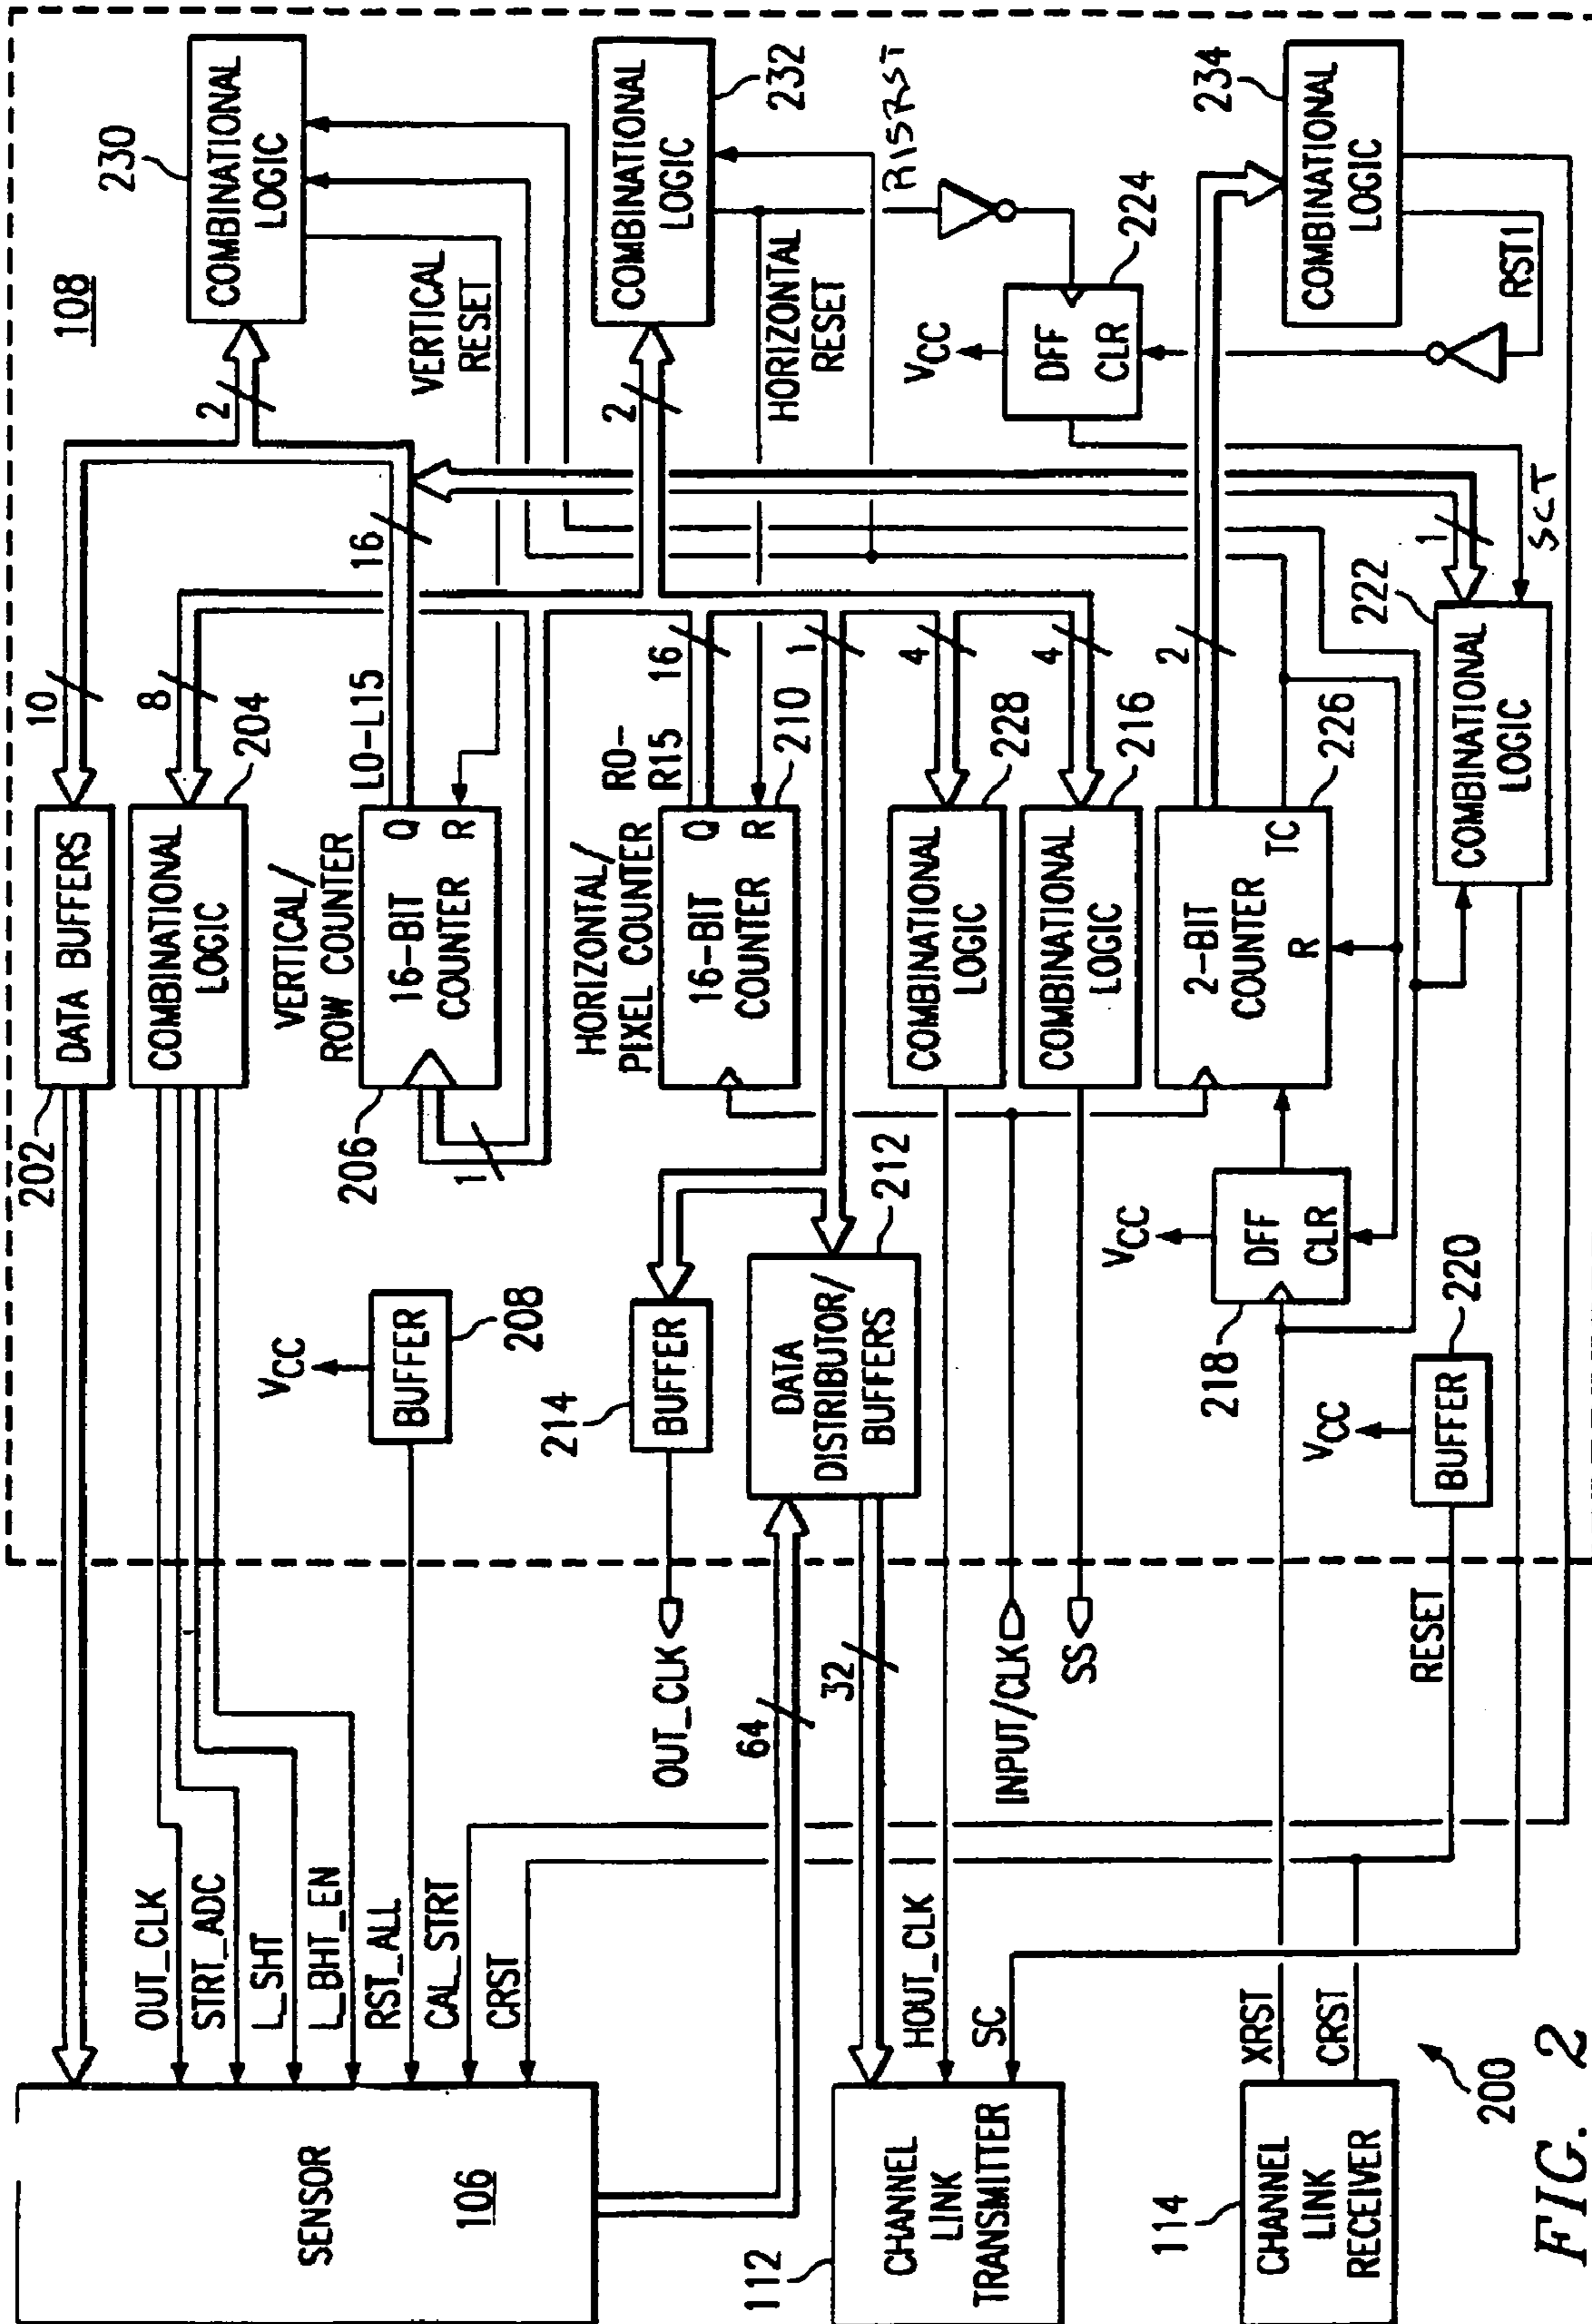 108
202
DATA BUFFERS
10
2
230
COMBINATIONAL
LOGIC
COMBINATIONAL
LOGIC
204
8
VERTICAL/
ROW COUNTER
16-BIT
COUNTER
Q
R
206
1
L0-L15
16
VERTICAL
RESET
HORIZONTAL/
PIXEL COUNTER
16-BIT
COUNTER
Q
R
R0-
R15
210
16
2
COMBINATIONAL
LOGIC
232
HORIZONTAL
RESET
R15RST
VCC
BUFFER
208
214
BUFFER
DATA
DISTRIBUTOR/
BUFFERS
212
1
COMBINATIONAL
LOGIC
228
4
COMBINATIONAL
LOGIC
216
4
VCC
DFF
CLR
224
2-BIT
COUNTER
R
TC
226
2
234
COMBINATIONAL
LOGIC
RST1
VCC
DFF
CLR
218
VCC
BUFFER
220
222
COMBINATIONAL
LOGIC
1
SCT
SENSOR
106
OUT_CLK
STRT_ADC
L_SHT
L_BHT_EN
RST_ALL
CAL_STRT
CRST
OUT_CLK
64
32
112
CHANNEL
LINK
TRANSMITTER
HOUT_CLK
SC
INPUT/CLK
SS
114
CHANNEL
LINK
RECEIVER
XRST
CRST
RESET
200
FIG. 2